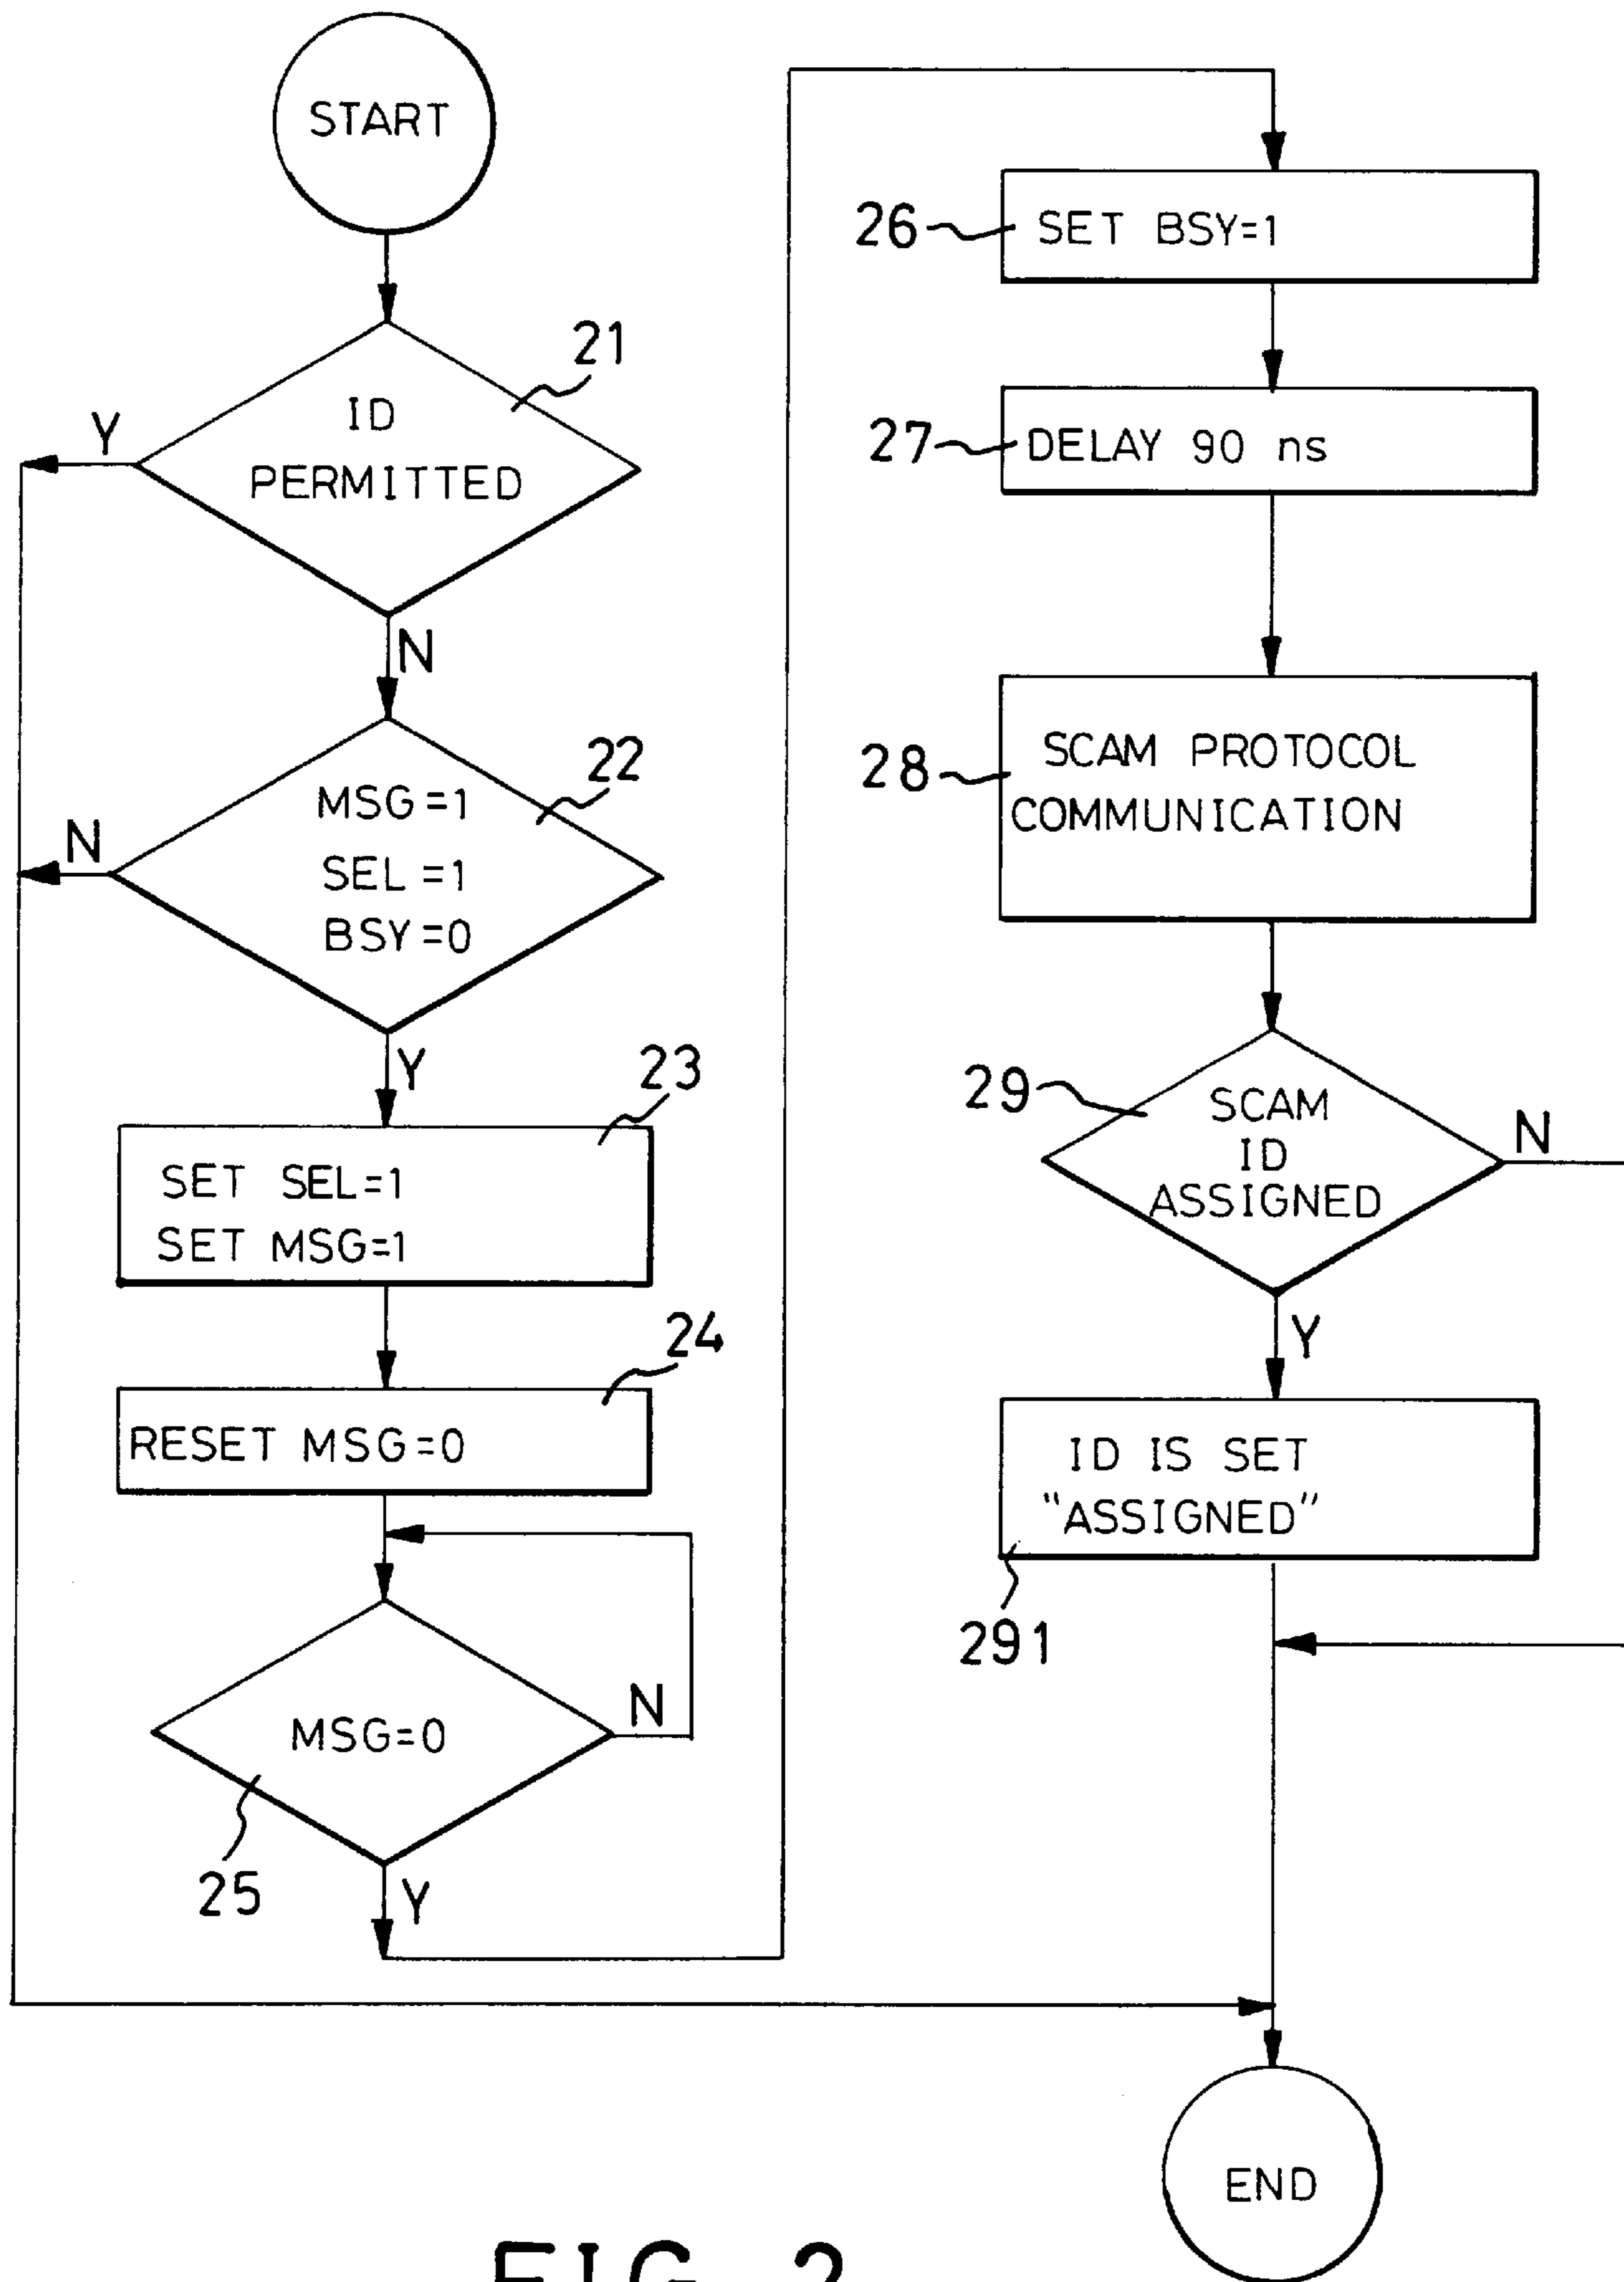 START
21
ID
PERMITTED
Y
N
22
MSG=1
SEL=1
BSY=0
N
Y
23
SET SEL=1
SET MSG=1
24
RESET MSG=0
MSG=0
N
25
Y
26
SET BSY=1
27
DELAY 90 ns
28
SCAM PROTOCOL
COMMUNICATION
29
SCAM
ID
ASSIGNED
N
Y
ID IS SET
"ASSIGNED"
291
END
FIG. 2